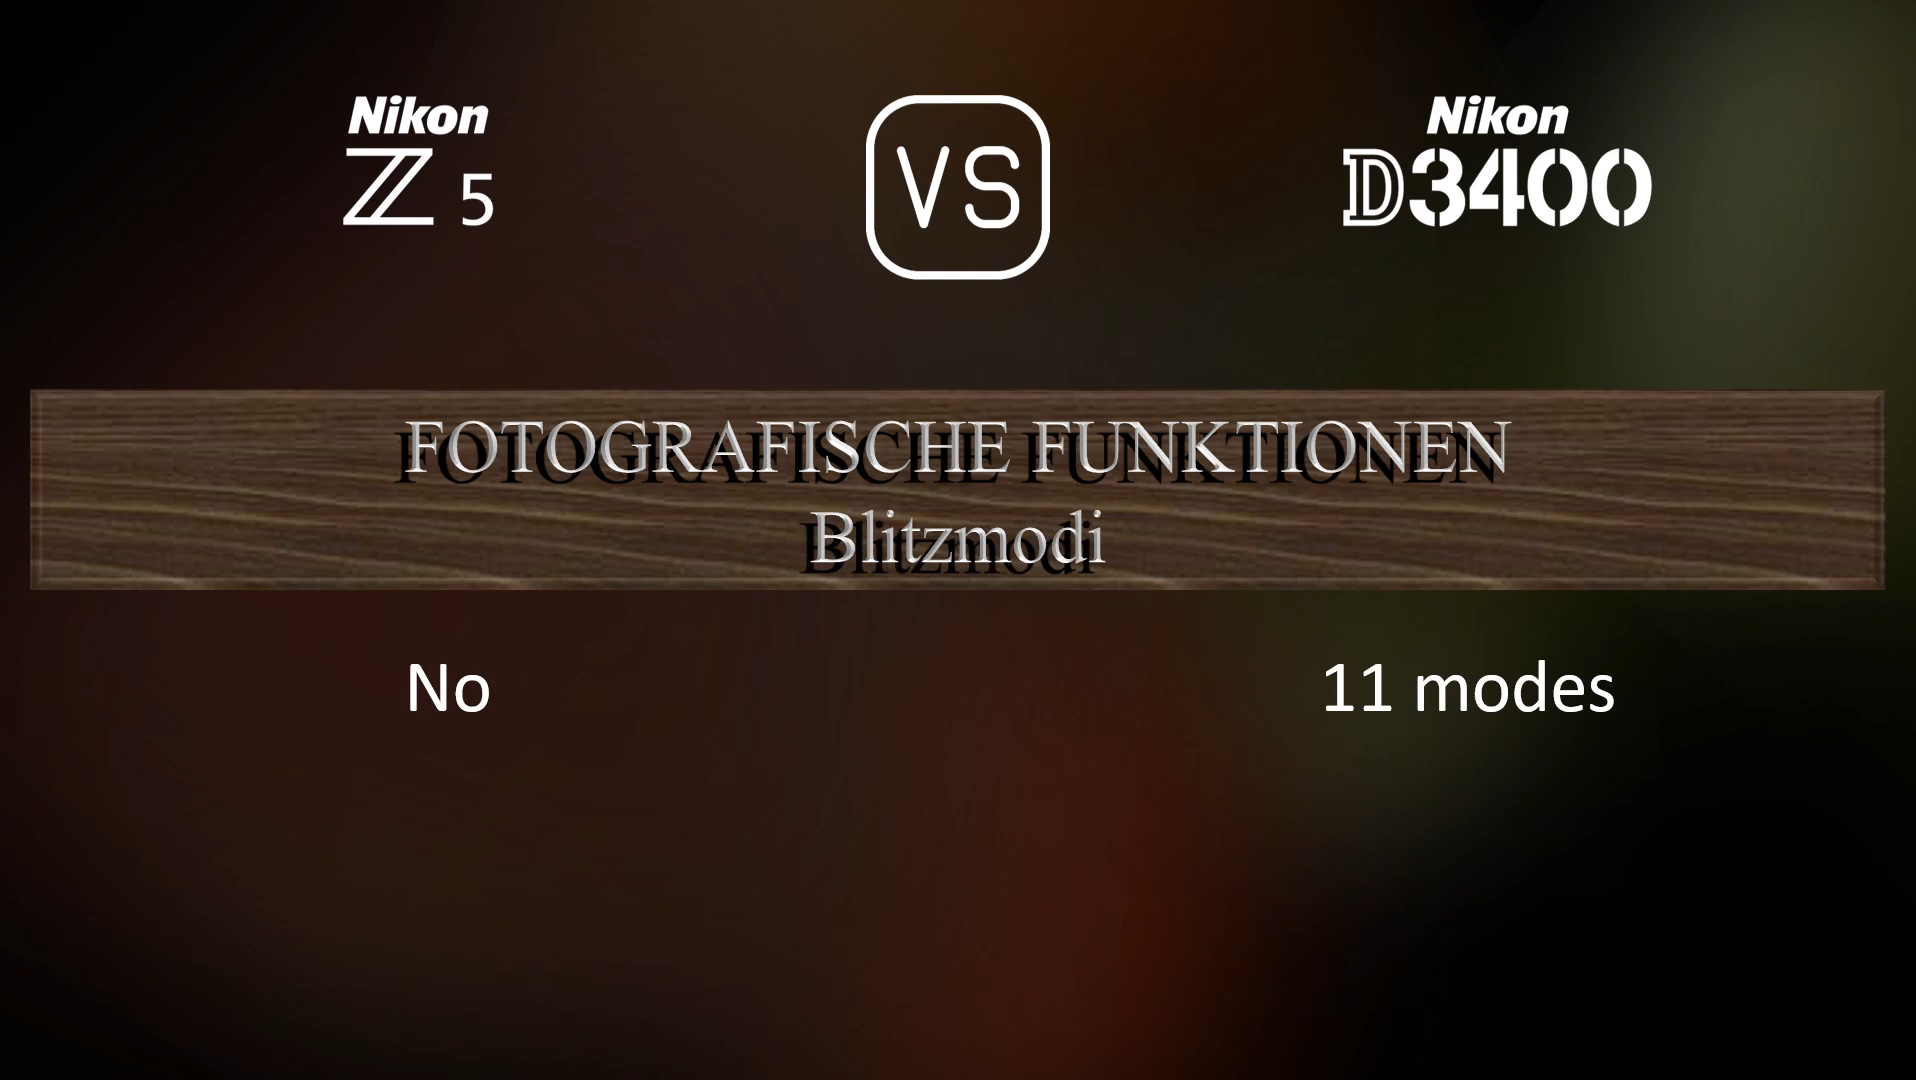 Nikon
Z 5
VS
Nikon
D3400
FOTOGRAFISCHE FUNKTIONEN
Blitzmodi
No
11 modes